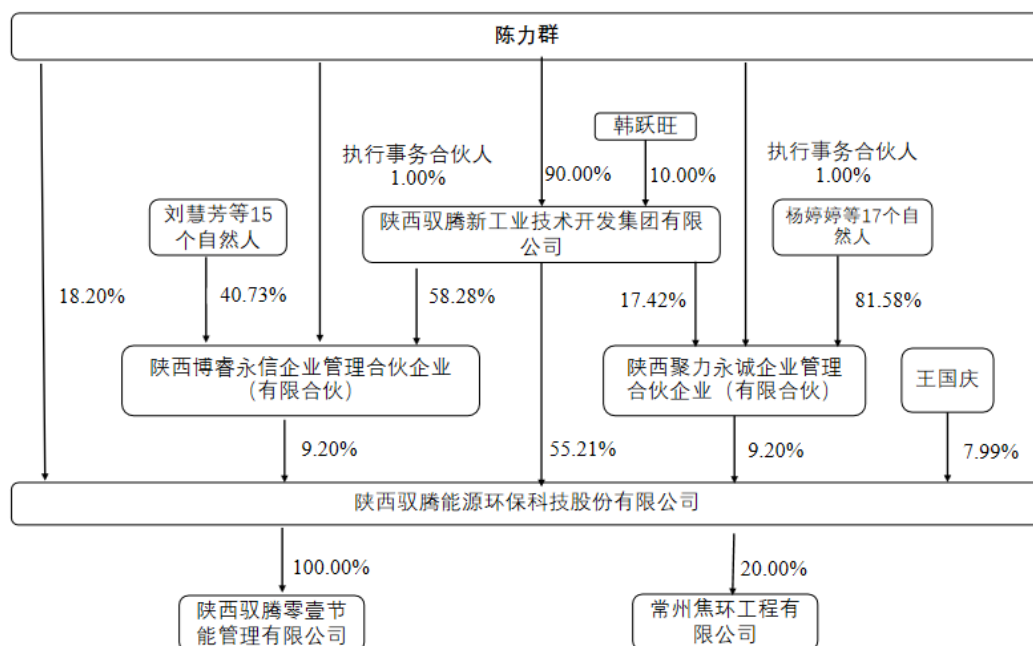 陈力群
韩跃旺
执行事务合伙人
1.00%
90.00%
10.00%
执行事务合伙人
1.00%
刘慧芳等15
个自然人
陕西驭腾新工业技术开发集团有限
公司
杨婷婷等17个自
然人
18.20%
40.73%
58.28%
17.42%
81.58%
陕西博睿永信企业管理合伙企业
（有限合伙）
陕西聚力永诚企业管理
合伙企业（有限合伙）
王国庆
9.20%
55.21%
9.20%
7.99%
陕西驭腾能源环保科技股份有限公司
100.00%
20.00%
陕西驭腾零壹节
能管理有限公司
常州焦环工程有
限公司